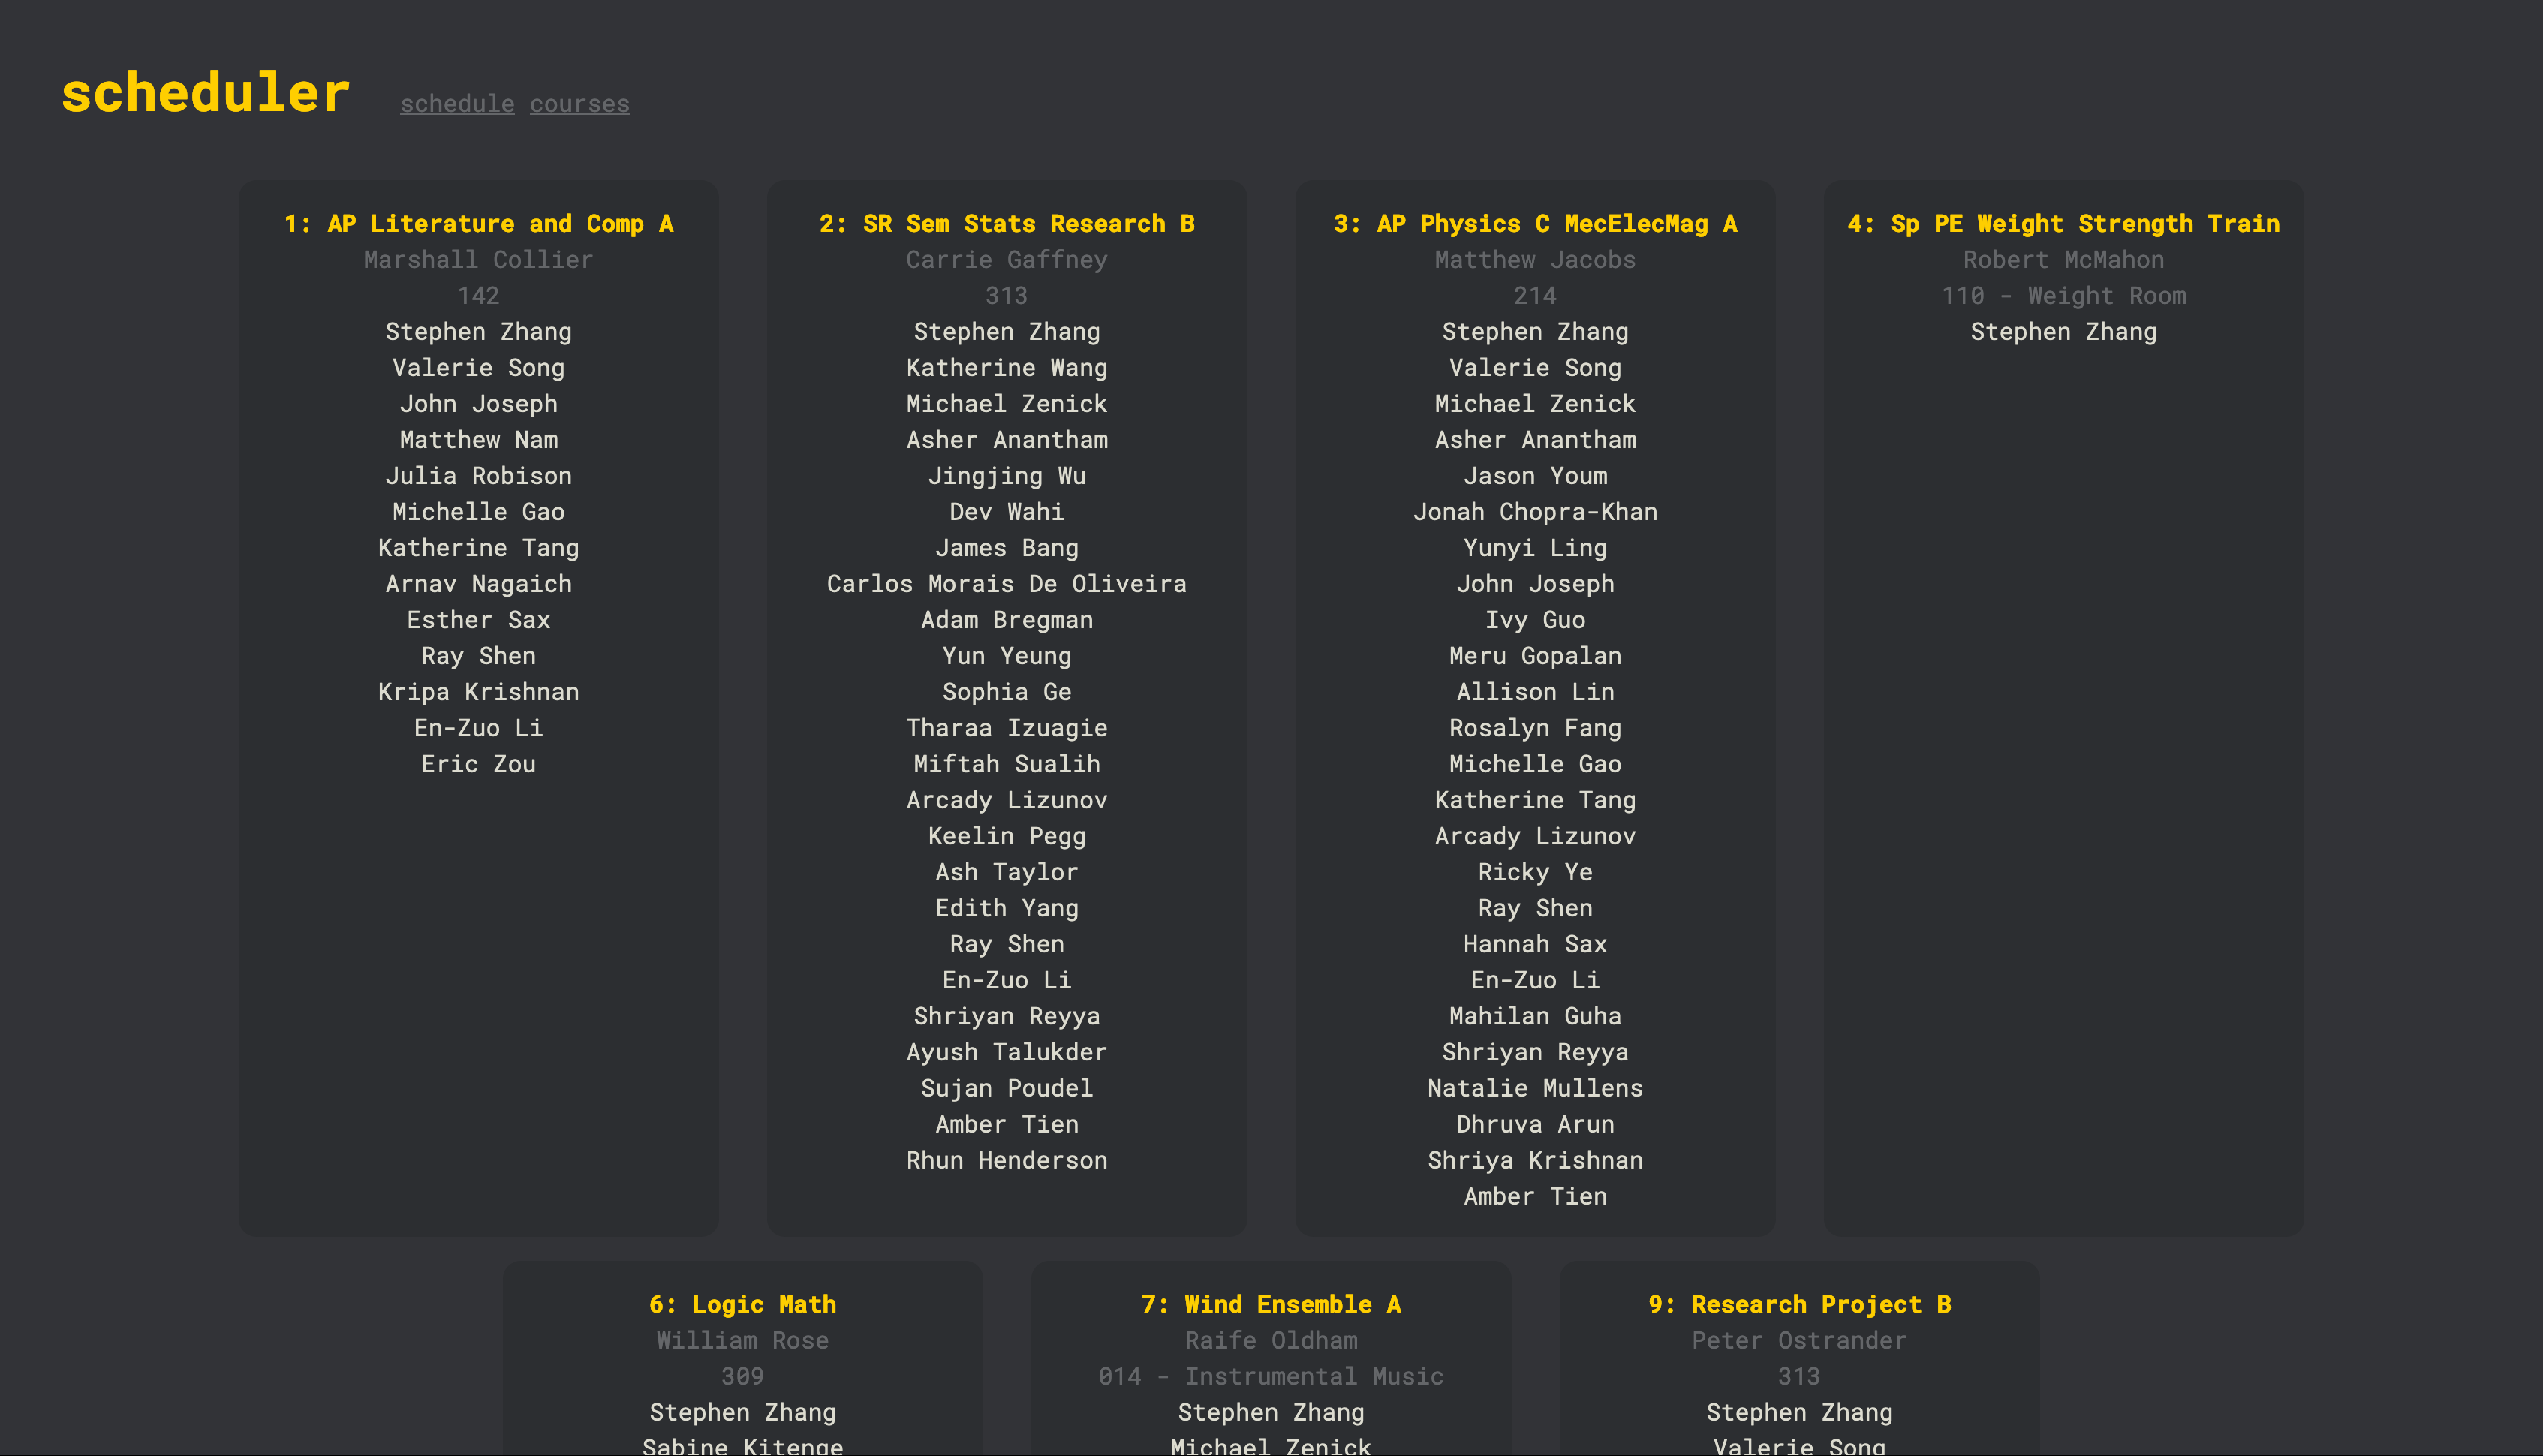 scheduler
schedule courses
1: AP Literature and Comp A
Marshall Collier
142
Stephen Zhang
Valerie Song
John Joseph
Matthew Nam
Julia Robison
Michelle Gao
Katherine Tang
Arnav Nagaich
Esther Sax
Ray Shen
Kripa Krishnan
En-Zuo Li
Eric Zou
2: SR Sem Stats Research B
Carrie Gaffney
313
Stephen Zhang
Katherine Wang
Michael Zenick
Asher Anantham
Jingjing Wu
Dev Wahi
James Bang
Carlos Morais De Oliveira
Adam Bregman
Yun Yeung
Sophia Ge
Tharaa Izuagie
Miftah Sualih
Arcady Lizunov
Keelin Pegg
Ash Taylor
Edith Yang
Ray Shen
En-Zuo Li
Shriyan Reyya
Ayush Talukder
Sujan Poudel
Amber Tien
Rhun Henderson
3: AP Physics C MecElecMag A
Matthew Jacobs
214
Stephen Zhang
Valerie Song
Michael Zenick
Asher Anantham
Jason Youm
Jonah Chopra-Khan
Yunyi Ling
John Joseph
Ivy Guo
Meru Gopalan
Allison Lin
Rosalyn Fang
Michelle Gao
Katherine Tang
Arcady Lizunov
Ricky Ye
Ray Shen
Hannah Sax
En-Zuo Li
Mahilan Guha
Shriyan Reyya
Natalie Mullens
Dhruva Arun
Shriya Krishnan
Amber Tien
4: Sp PE Weight Strength Train
Robert McMahon
110 - Weight Room
Stephen Zhang
6: Logic Math
William Rose
309
Stephen Zhang
Sabine Kitenge
7: Wind Ensemble A
Raife Oldham
014 - Instrumental Music
Stephen Zhang
Michael Zenick
9: Research Project B
Peter Ostrander
313
Stephen Zhang
Valerie Song